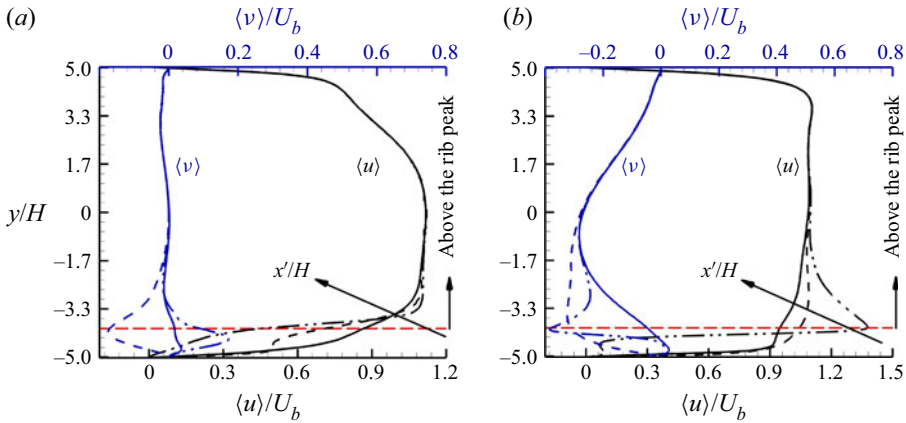 (a)
⟨v⟩/U_b
0 0.2 0.4 0.6 0.8
5.0
3.3
1.7
0
−1.7
−3.3
−5.0
y/H
⟨v⟩
⟨u⟩
x′/H
Above the rib peak
0 0.3 0.6 0.9 1.2
⟨u⟩/U_b
(b)
⟨v⟩/U_b
−0.2 0 0.2 0.4 0.6 0.8
5.0
3.3
1.7
0
−1.7
−3.3
−5.0
⟨v⟩
⟨u⟩
x′/H
Above the rib peak
0 0.3 0.6 0.9 1.2 1.5
⟨u⟩/U_b